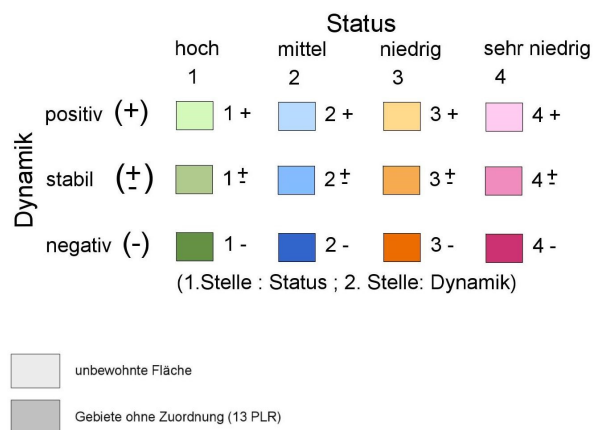 Status
hoch mittel niedrig sehr niedrig
1 2 3 4
Dynamik
positiv (+) 1 + 2 + 3 + 4 +
stabil (±) 1 ± 2 ± 3 ± 4 ±
negativ (-) 1 - 2 - 3 - 4 -
(1.Stelle : Status ; 2. Stelle: Dynamik)
unbewohnte Fläche
Gebiete ohne Zuordnung (13 PLR)